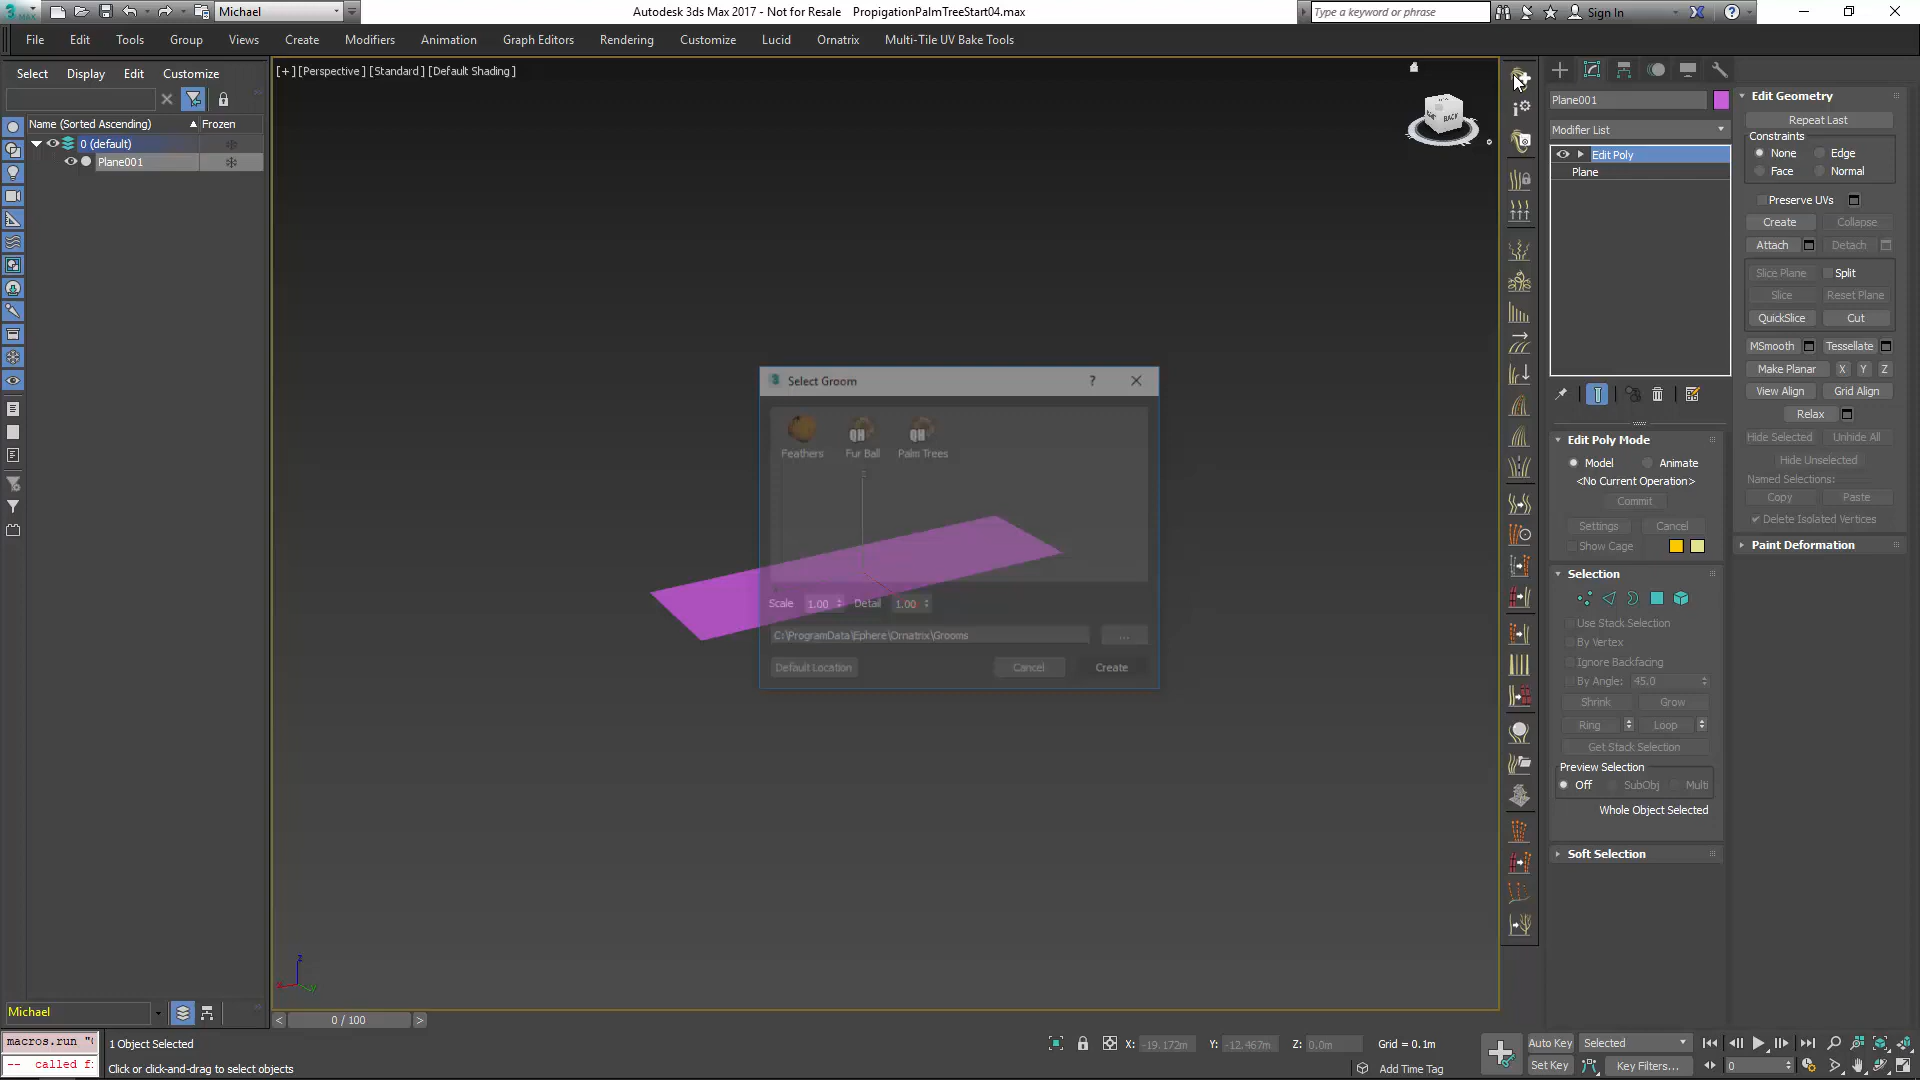 Michael
Autodesk 3ds Max 2017 - Not for Resale PropigationPalmTreeStart04.max
Type a keyword or phrase
Sign In
File Edit Tools Group Views Create Modifiers Animation Graph Editors Rendering Customize Lucid Ornatrix Multi-Tile UV Bake Tools
Select Display Edit Customize
Name (Sorted Ascending) Frozen
0 (default)
Plane001
[+] [Perspective] [Standard] [Default Shading]
BACK
Select Groom
QH QH
Feathers Fur Ball Palm Trees
Scale 1.00 Detail 1.00
C:\ProgramData\Ephere\Ornatrix\Grooms ...
Default Location Cancel Create
Plane001
Modifier List
Edit Poly
Plane
Edit Poly Mode
Model Animate
<No Current Operation>
Commit
Settings Cancel
Show Cage
Selection
Use Stack Selection
By Vertex
Ignore Backfacing
By Angle: 45.0
Shrink Grow
Ring Loop
Get Stack Selection
Preview Selection
Off SubObj Multi
Whole Object Selected
Soft Selection
Edit Geometry
Repeat Last
Constraints
None Edge
Face Normal
Preserve UVs
Create Collapse
Attach Detach
Slice Plane Split
Slice Reset Plane
QuickSlice Cut
MSmooth Tessellate
Make Planar X Y Z
View Align Grid Align
Relax
Hide Selected Unhide All
Hide Unselected
Named Selections:
Copy Paste
Delete Isolated Vertices
Paint Deformation
Michael
< 0 / 100 >
macros.run "(
-- called f:
1 Object Selected
Click or click-and-drag to select objects
X: -19.172m Y: -12.467m Z: 0.0m Grid = 0.1m
Add Time Tag
Auto Key Selected
Set Key Key Filters...
0